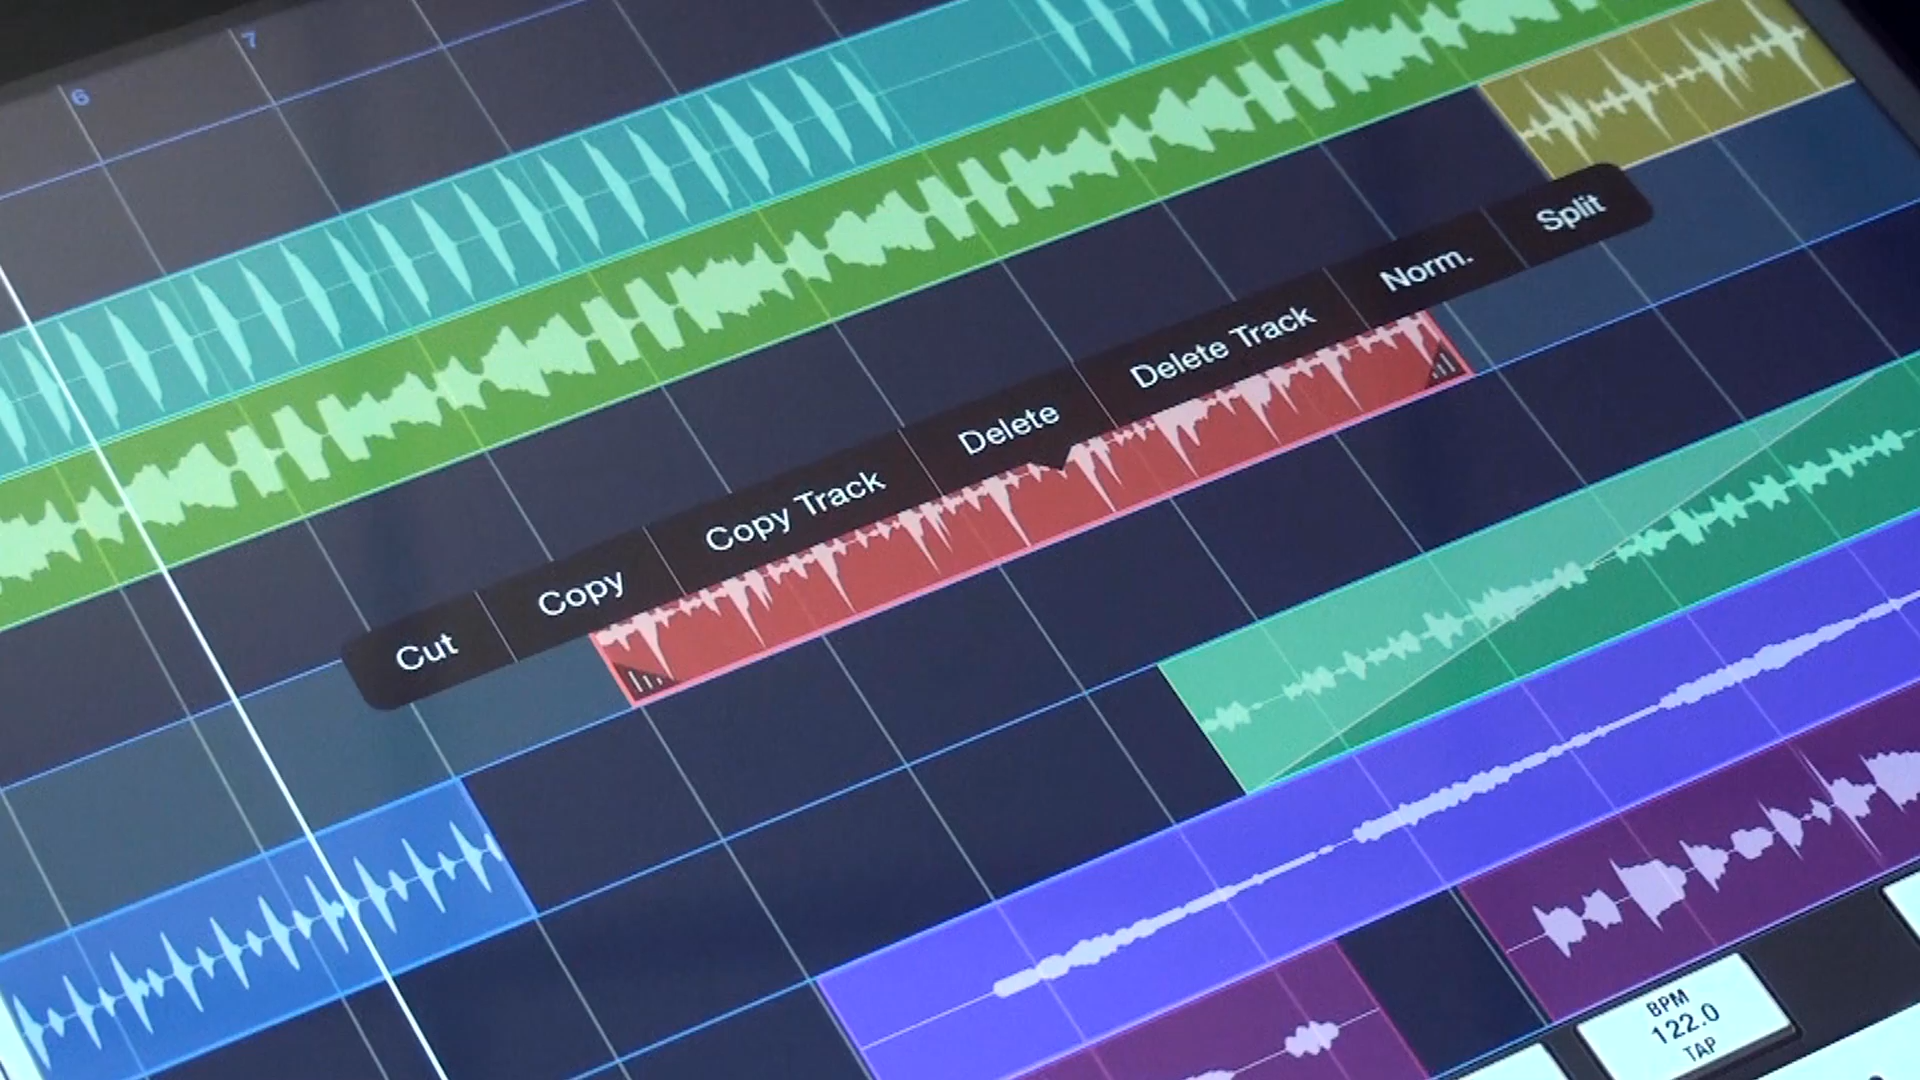 6
7
Cut
Copy
Copy Track
Delete
Delete Track
Norm.
Split
BPM
122.0
TAP